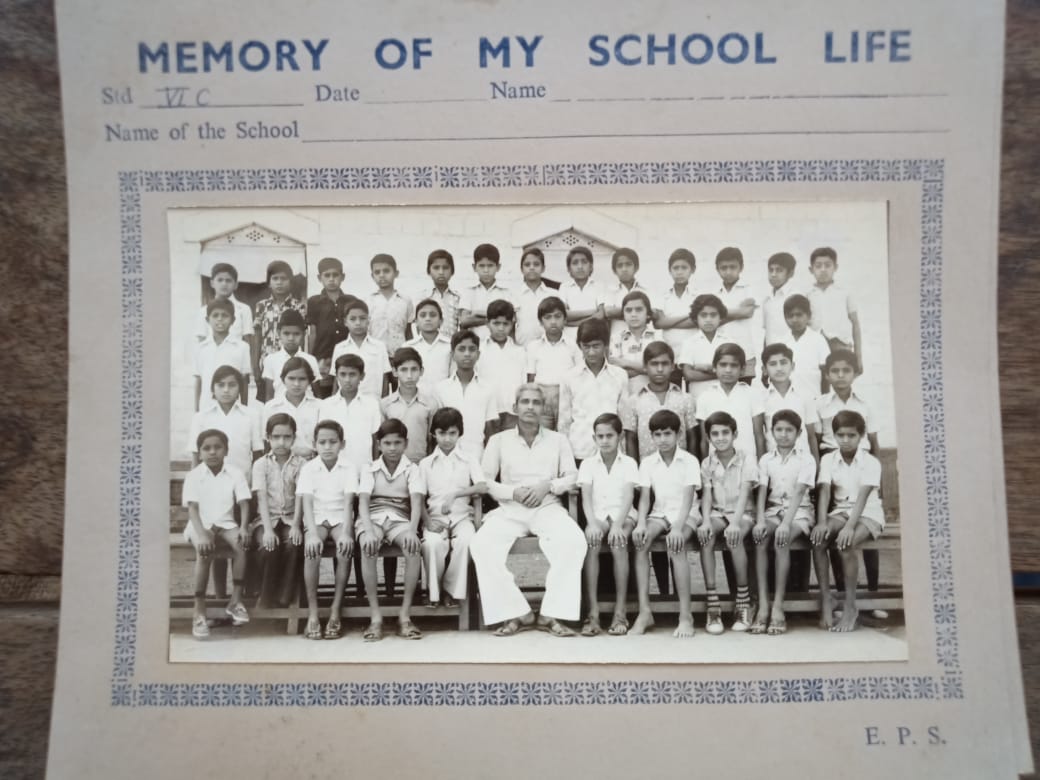 MEMORY OF MY SCHOOL LIFE
Std VI C Date Name
Name of the School
E. P. S.